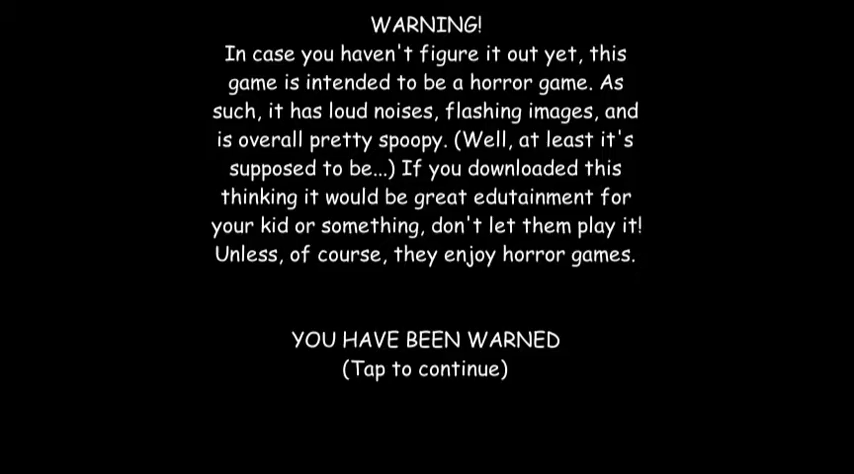 WARNING!
In case you haven't figure it out yet, this
game is intended to be a horror game. As
such, it has loud noises, flashing images, and
is overall pretty spoopy. (Well, at least it's
supposed to be...) If you downloaded this
thinking it would be great edutainment for
your kid or something, don't let them play it!
Unless, of course, they enjoy horror games.
YOU HAVE BEEN WARNED
(Tap to continue)